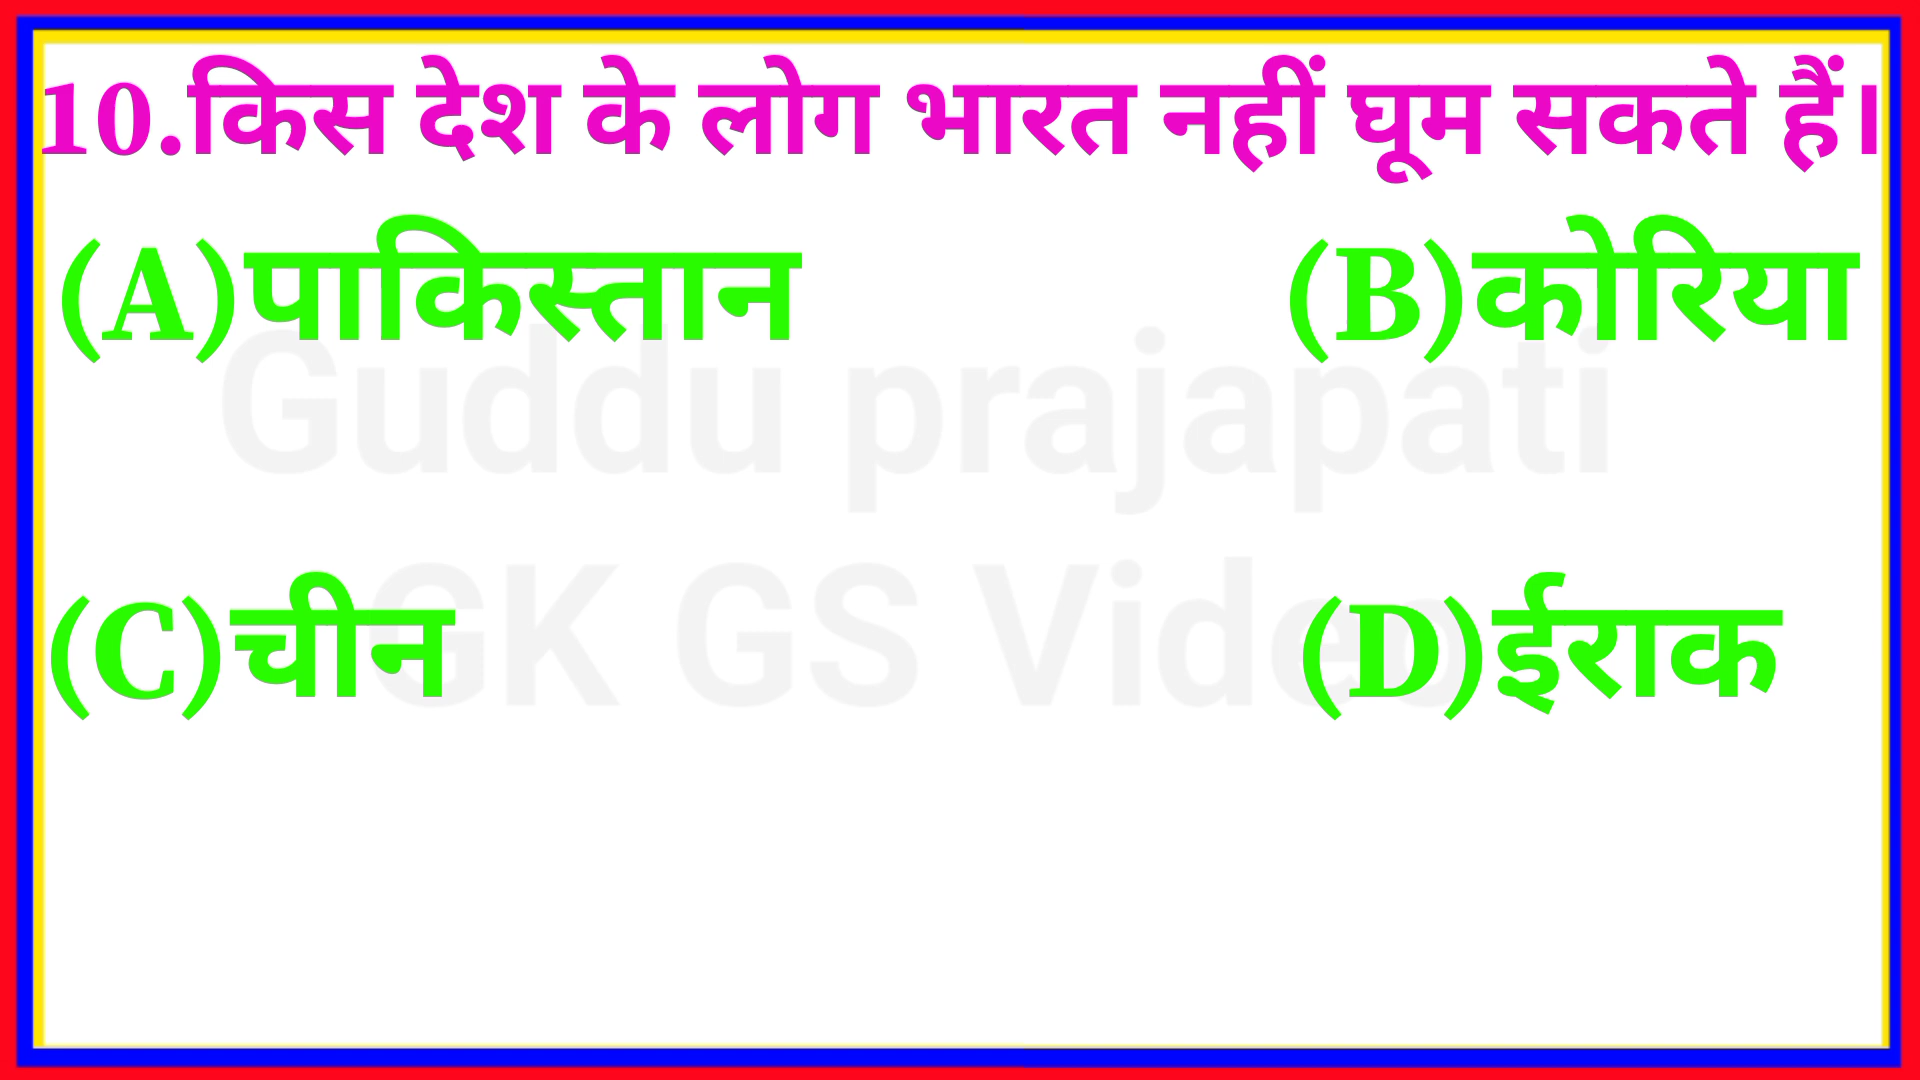 10.किस देश के लोग भारत नहीं घूम सकते हैं।
(A)पाकिस्तान (B)कोरिया
Guddu prajapati
(C)चीन (D)ईराक
GK GS Video